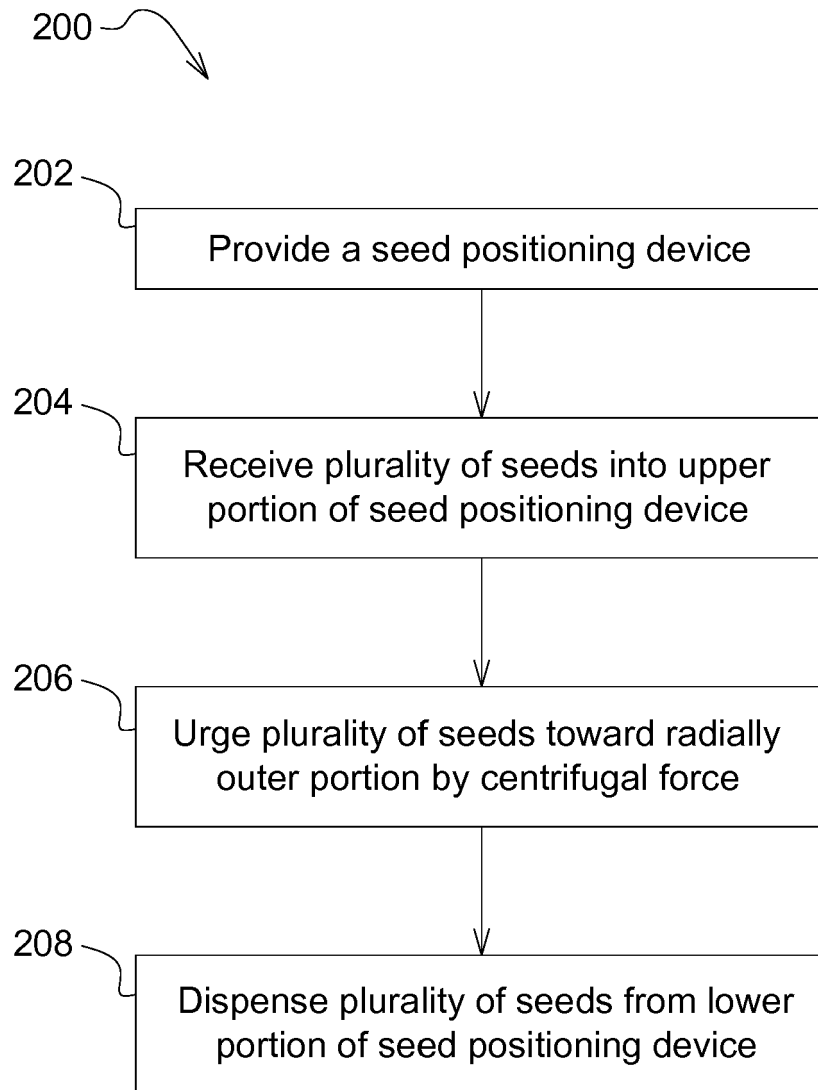 200
202
Provide a seed positioning device
204
Receive plurality of seeds into upper
portion of seed positioning device
206
Urge plurality of seeds toward radially
outer portion by centrifugal force
208
Dispense plurality of seeds from lower
portion of seed positioning device